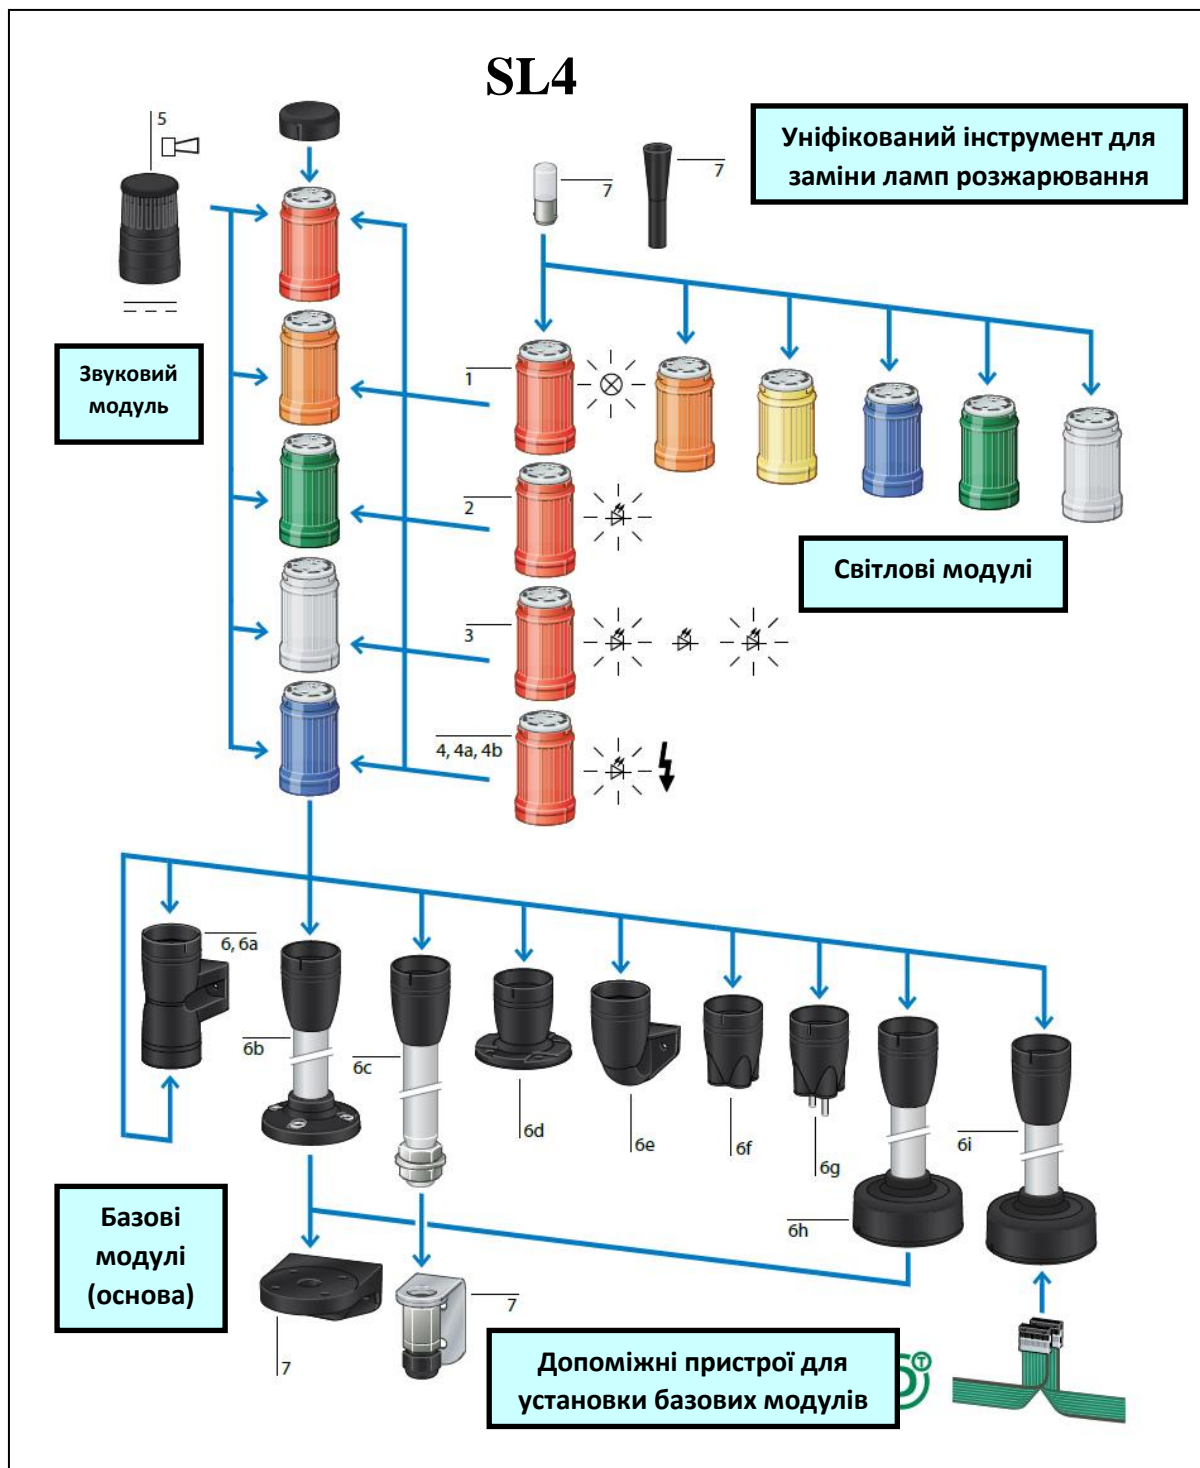 SL4
5
Уніфікований інструмент для
заміни ламп розжарювання
7
7
Звуковий
модуль
1
2
Світлові модулі
3
4, 4a, 4b
6, 6a
6b
6c
6d
6e
6f
6g
6h
6i
Базові
модулі
(основа)
7
7
Допоміжні пристрої для
установки базових модулів
T